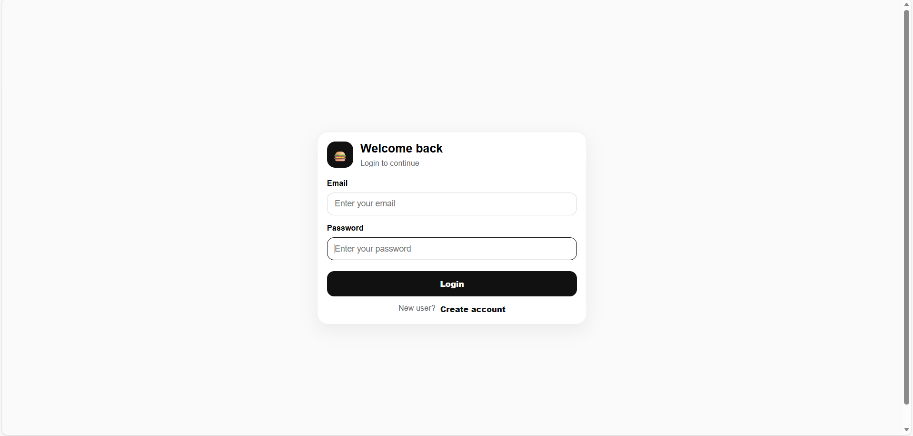 Welcome back
Login to continue
Email
Enter your email
Password
Enter your password
Login
New user? Create account